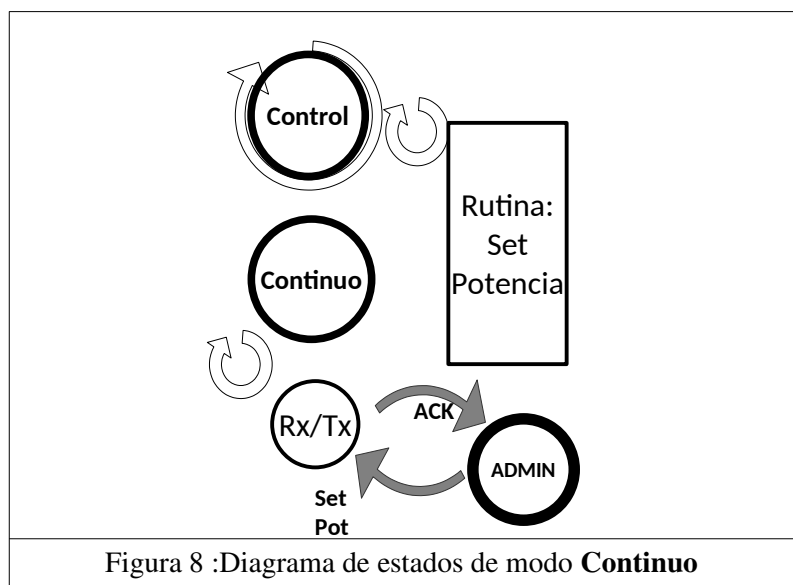 Control
Rutina:
Set
Potencia
Continuo
Rx/Tx
ACK
ADMIN
Set
Pot
Figura 8 :Diagrama de estados de modo Continuo